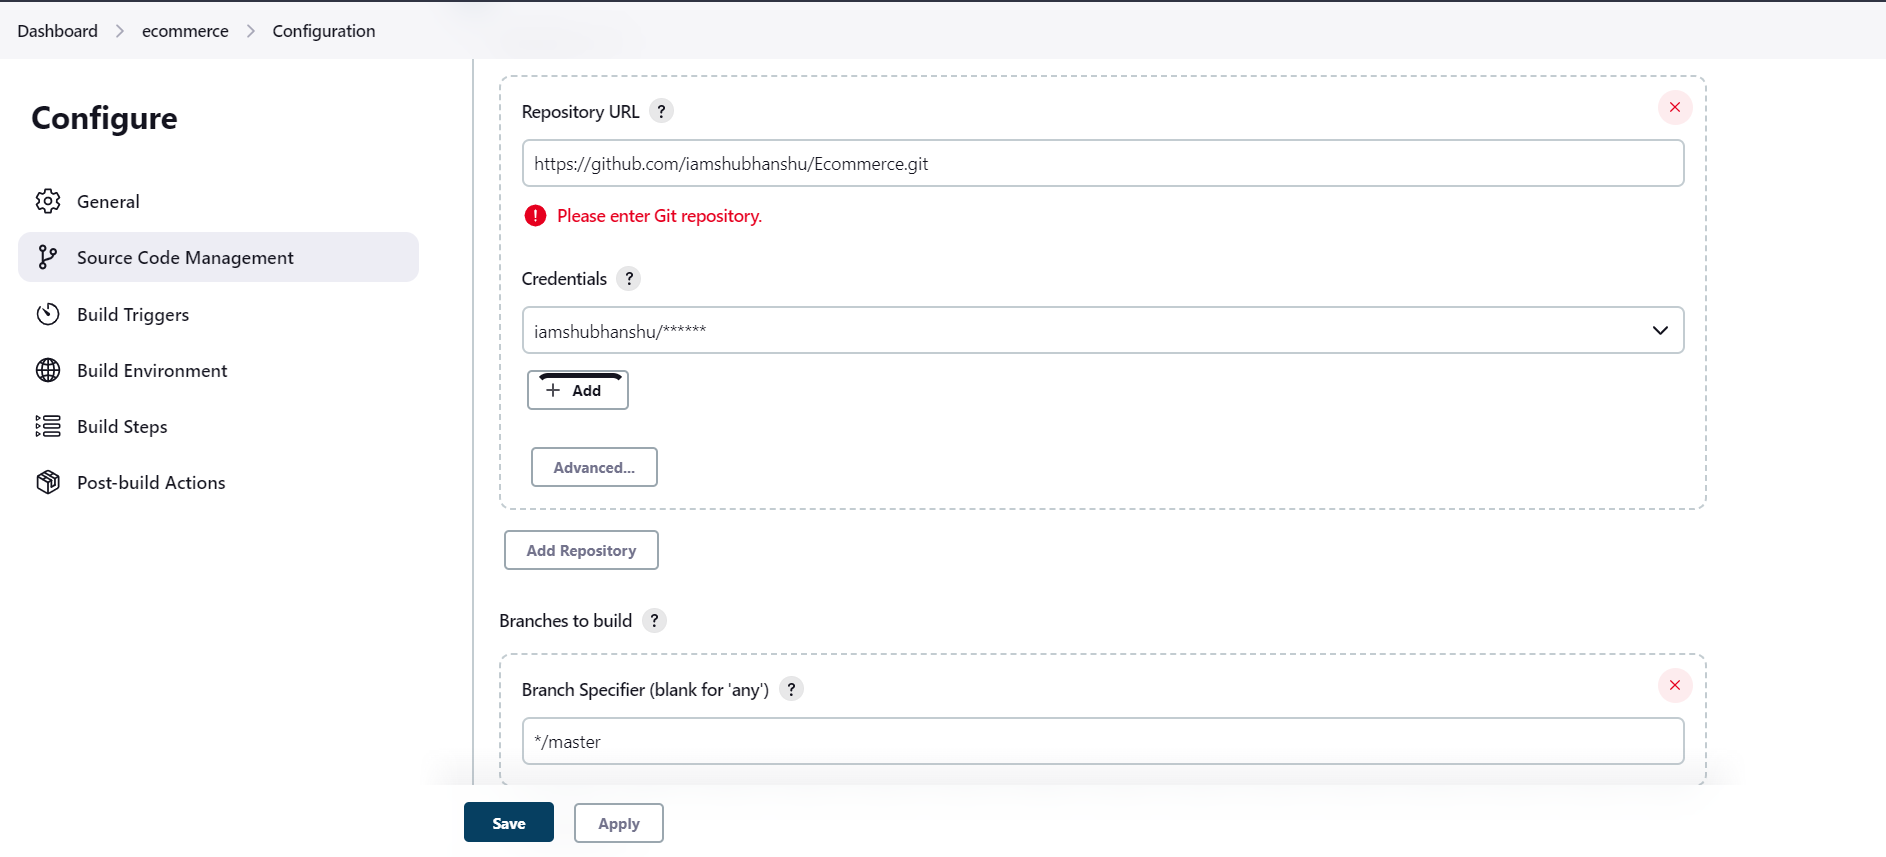 Dashboard > ecommerce > Configuration
Configure
General
Source Code Management
Build Triggers
Build Environment
Build Steps
Post-build Actions
Repository URL ?
https://github.com/iamshubhanshu/Ecommerce.git
! Please enter Git repository.
Credentials ?
iamshubhanshu/******
+ Add
Advanced...
Add Repository
Branches to build ?
Branch Specifier (blank for 'any') ?
*/master
Save Apply